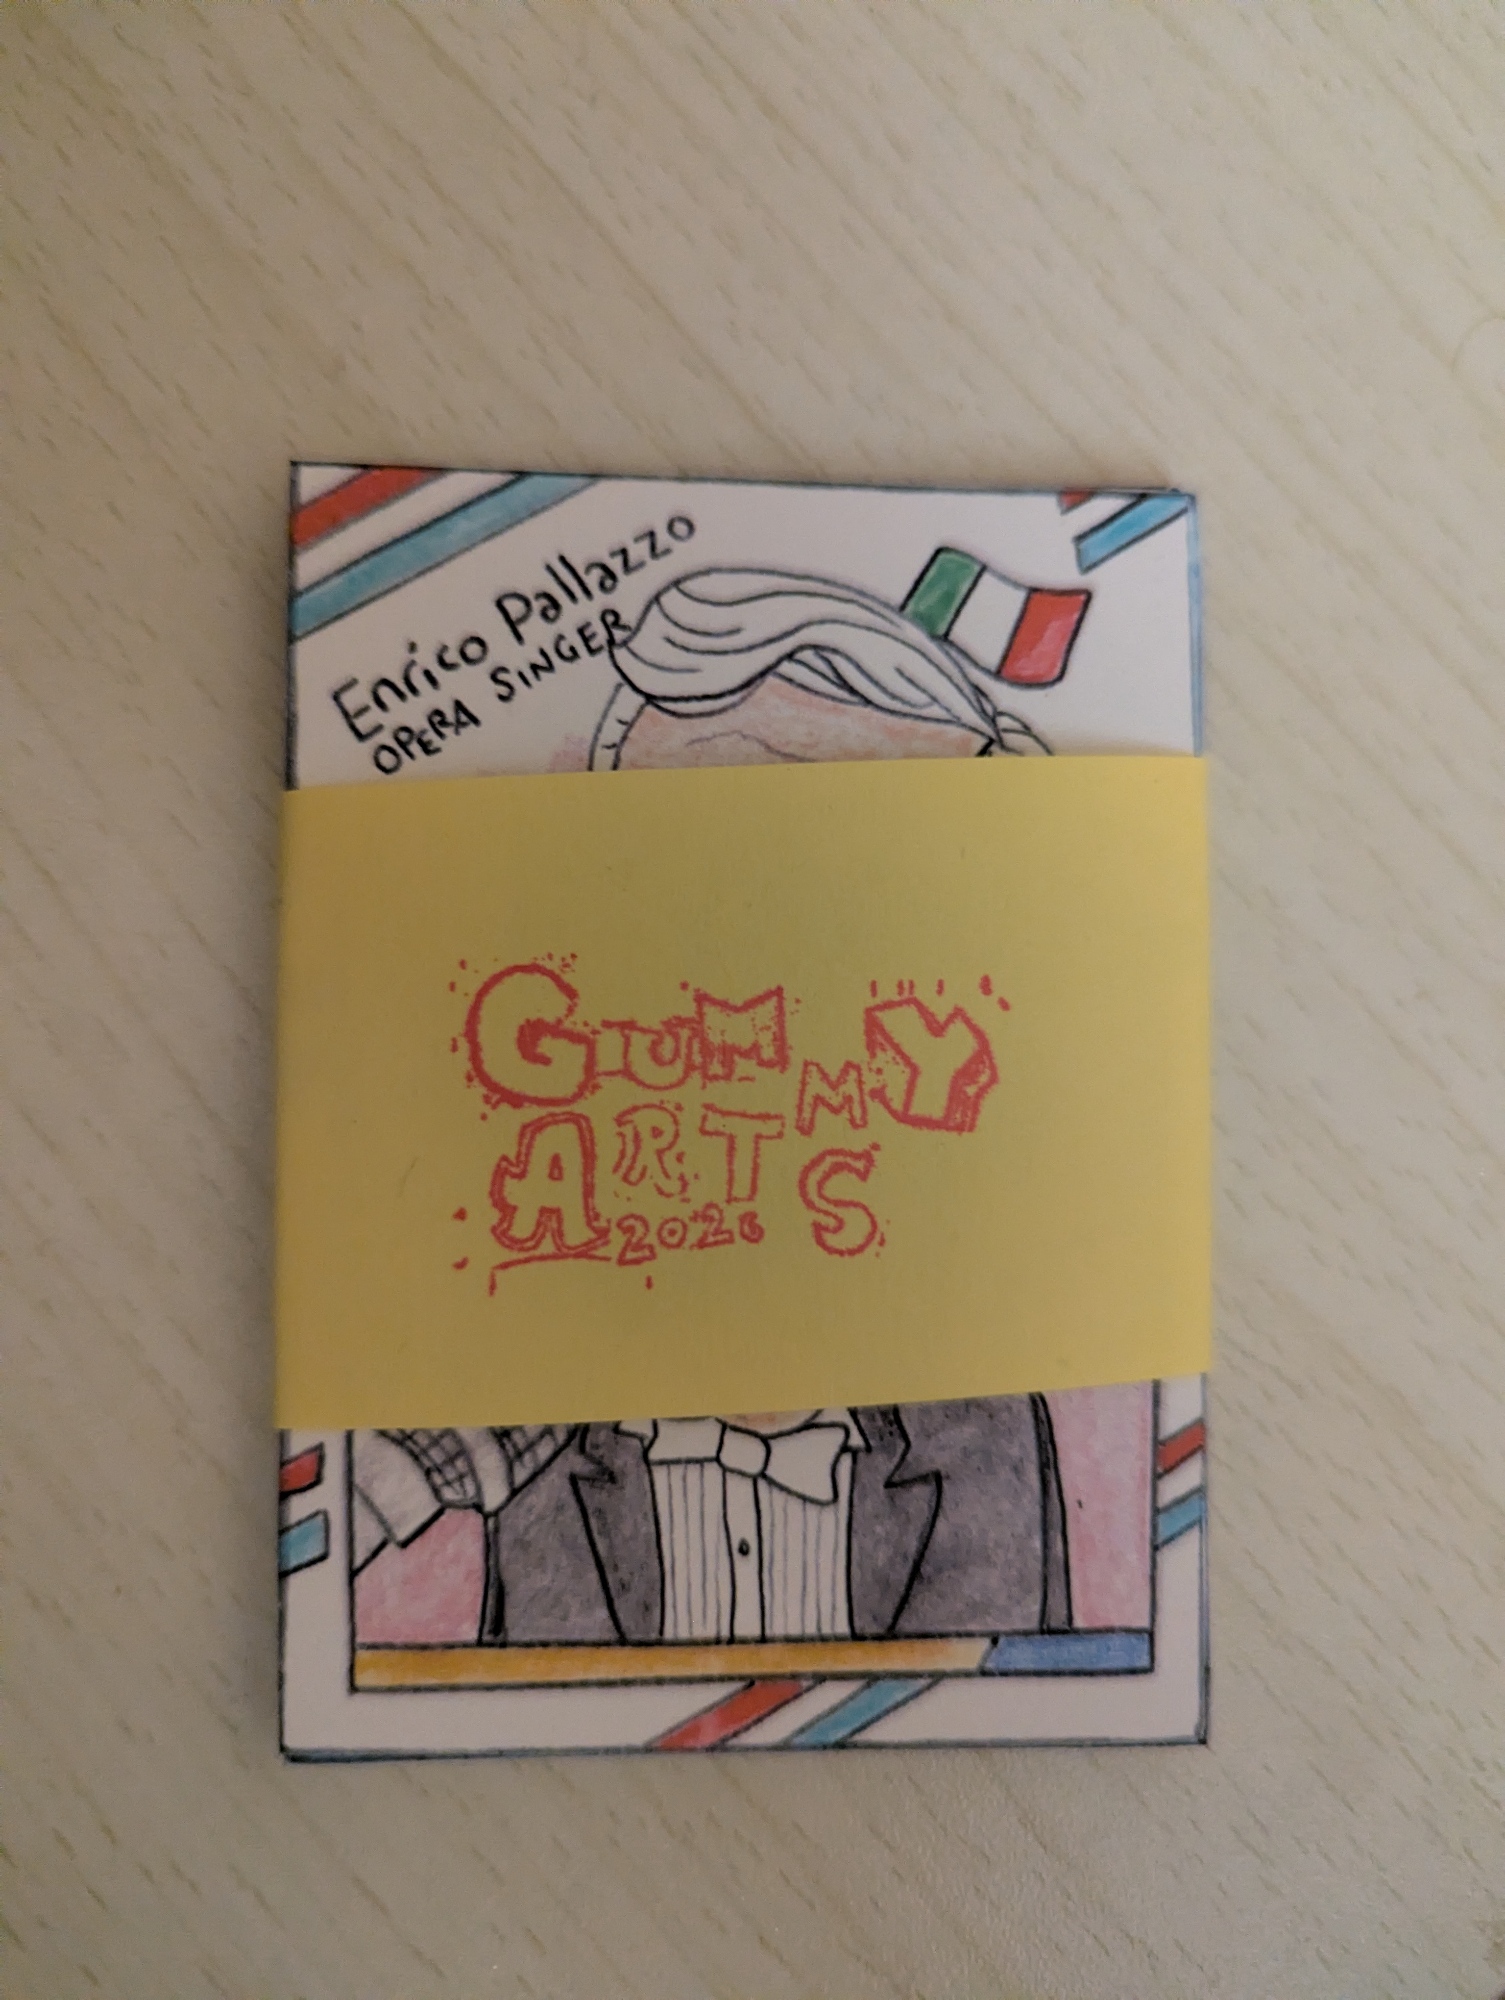 Enrico Pallazzo
OPERA SINGER
GUMMY
ARTS
2026